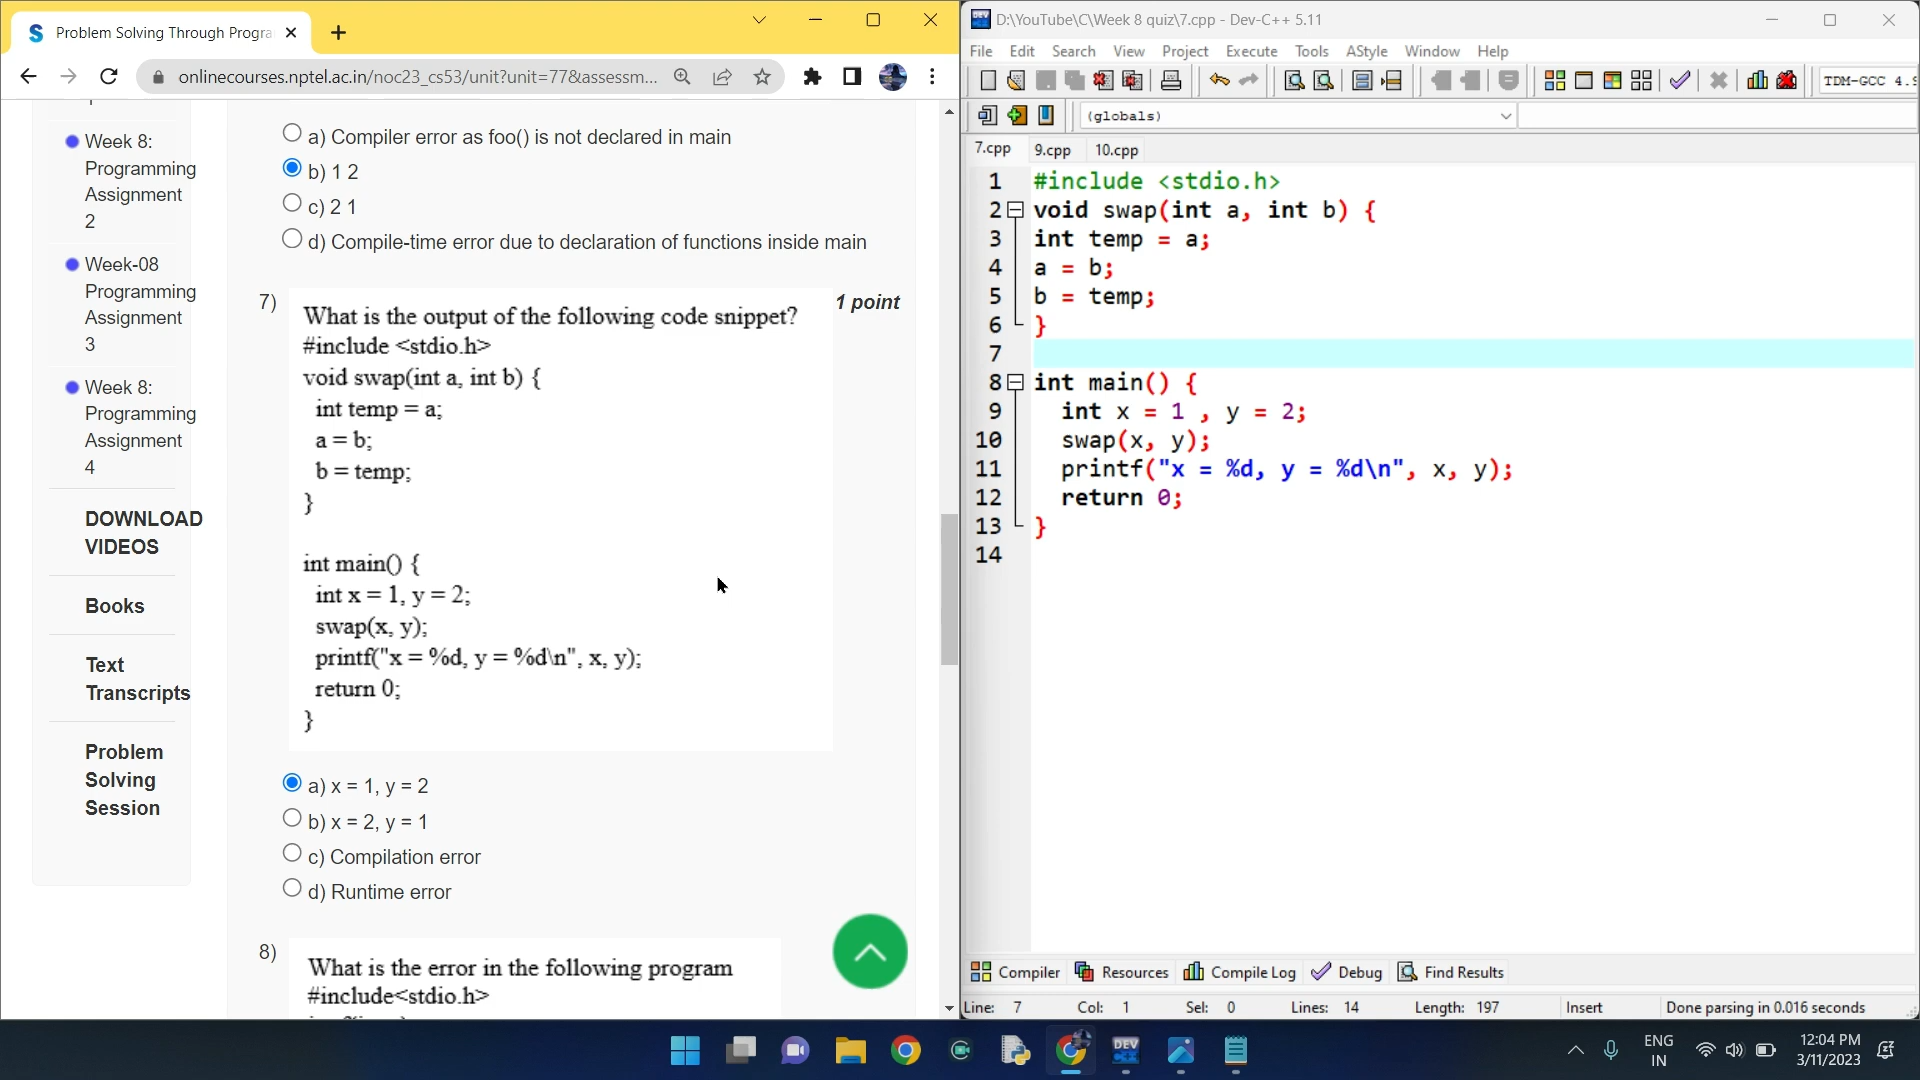 Problem Solving Through Progra
onlinecourses.nptel.ac.in/noc23_cs53/unit?unit=77&assessm...
Week 8:
Programming
Assignment
2
Week-08
Programming
Assignment
3
Week 8:
Programming
Assignment
4
DOWNLOAD
VIDEOS
Books
Text
Transcripts
Problem
Solving
Session
a) Compiler error as foo() is not declared in main
b) 1 2
c) 2 1
d) Compile-time error due to declaration of functions inside main
7)
1 point
What is the output of the following code snippet?
#include <stdio.h>
void swap(int a, int b) {
int temp = a;
a = b;
b = temp;
}
int main() {
int x = 1, y = 2;
swap(x, y);
printf("x = %d, y = %d\n", x, y);
return 0;
}
a) x = 1, y = 2
b) x = 2, y = 1
c) Compilation error
d) Runtime error
8)
What is the error in the following program
#include<stdio.h>
D:\YouTube\C\Week 8 quiz\7.cpp - Dev-C++ 5.11
File Edit Search View Project Execute Tools AStyle Window Help
TDM-GCC 4.9
(globals)
7.cpp 9.cpp 10.cpp
1 #include <stdio.h>
2 void swap(int a, int b) {
3 int temp = a;
4 a = b;
5 b = temp;
6 }
7
8 int main() {
9 int x = 1 , y = 2;
10 swap(x, y);
11 printf("x = %d, y = %d\n", x, y);
12 return 0;
13 }
14
Compiler Resources Compile Log Debug Find Results
Line: 7 Col: 1 Sel: 0 Lines: 14 Length: 197 Insert Done parsing in 0.016 seconds
DEV
ENG
IN
12:04 PM
3/11/2023